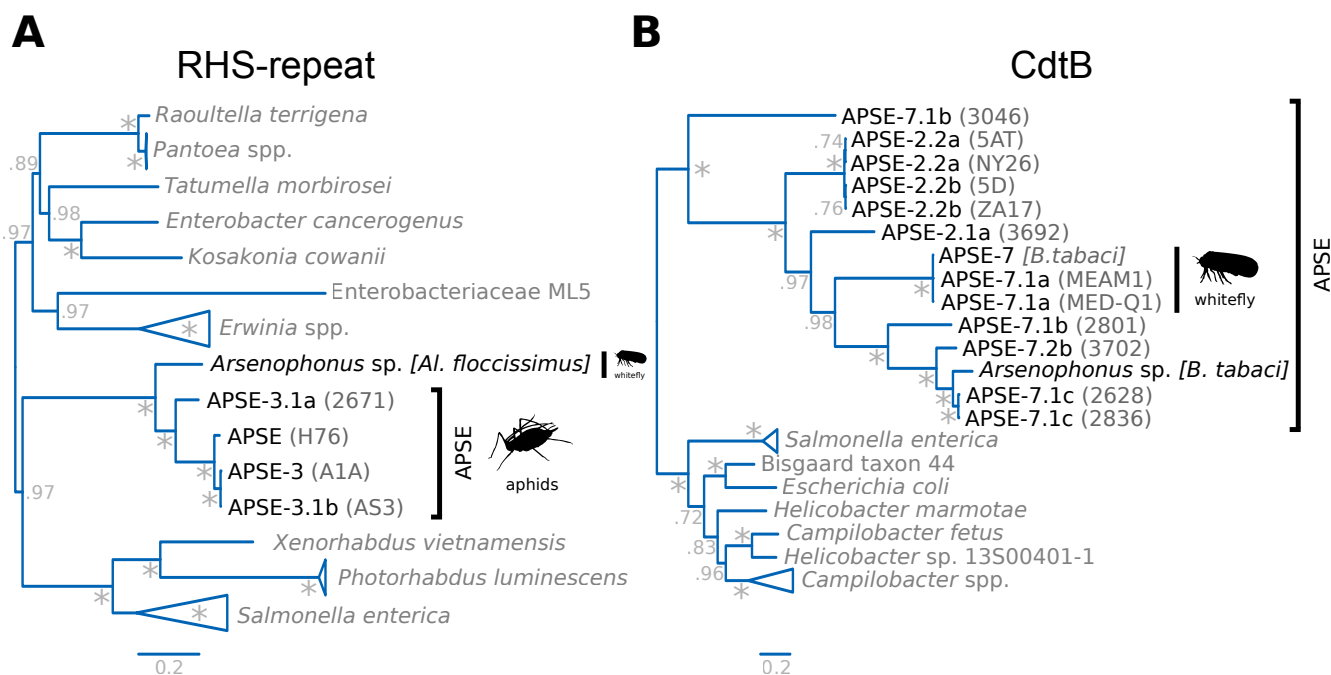 A
RHS-repeat
Raoultella terrigena
*
Pantoea spp.
*
.89
Tatumella morbirosei
.98
Enterobacter cancerogenus
*
Kosakonia cowanii
.97
Enterobacteriaceae ML5
.97
Erwinia spp.
*
Arsenophonus sp. [Al. floccissimus]
whitefly
*
APSE-3.1a (2671)
*
APSE (H76)
*
APSE-3 (A1A)
*
APSE-3.1b (AS3)
APSE
aphids
.97
Xenorhabdus vietnamensis
*
Photorhabdus luminescens
*
*
Salmonella enterica
*
0.2
B
CdtB
APSE-7.1b (3046)
.74
APSE-2.2a (5AT)
*
APSE-2.2a (NY26)
*
APSE-2.2b (5D)
.76
APSE-2.2b (ZA17)
*
APSE-2.1a (3692)
.97
APSE-7 [B.tabaci]
APSE-7.1a (MEAM1)
*
APSE-7.1a (MED-Q1)
whitefly
.98
APSE-7.1b (2801)
*
APSE-7.2b (3702)
*
Arsenophonus sp. [B. tabaci]
*
APSE-7.1c (2628)
*
APSE-7.1c (2836)
APSE
*
Salmonella enterica
*
Bisgaard taxon 44
*
Escherichia coli
.72
Helicobacter marmotae
*
Campilobacter fetus
.83
Helicobacter sp. 13S00401-1
.96
Campilobacter spp.
*
0.2